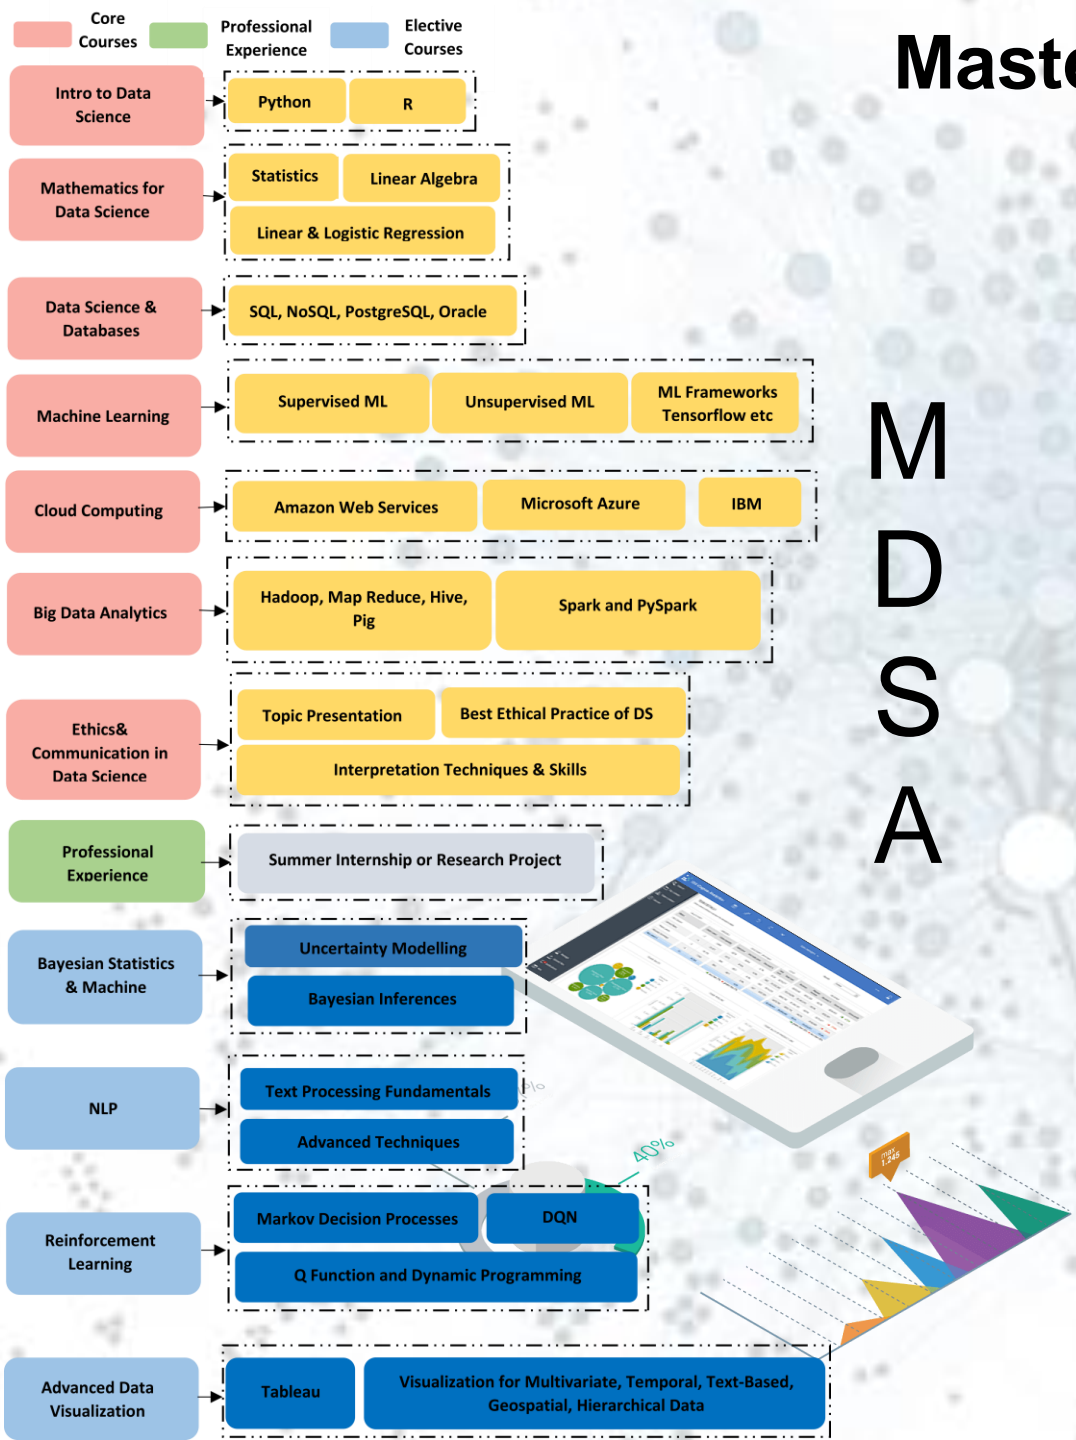 Core
Courses
Professional
Experience
Elective
Courses
Maste
Intro to Data
Science
Python
R
Mathematics for
Data Science
Statistics
Linear Algebra
Linear & Logistic Regression
Data Science &
Databases
SQL, NoSQL, PostgreSQL, Oracle
Machine Learning
Supervised ML
Unsupervised ML
ML Frameworks
Tensorflow etc
Cloud Computing
Amazon Web Services
Microsoft Azure
IBM
Big Data Analytics
Hadoop, Map Reduce, Hive,
Pig
Spark and PySpark
Ethics&
Communication in
Data Science
Topic Presentation
Best Ethical Practice of DS
Interpretation Techniques & Skills
Professional
Experience
Summer Internship or Research Project
Bayesian Statistics
& Machine
Uncertainty Modelling
Bayesian Inferences
NLP
Text Processing Fundamentals
Advanced Techniques
Reinforcement
Learning
Markov Decision Processes
DQN
Q Function and Dynamic Programming
Advanced Data
Visualization
Tableau
Visualization for Multivariate, Temporal, Text-Based,
Geospatial, Hierarchical Data
M
D
S
A
40%
max
1.245